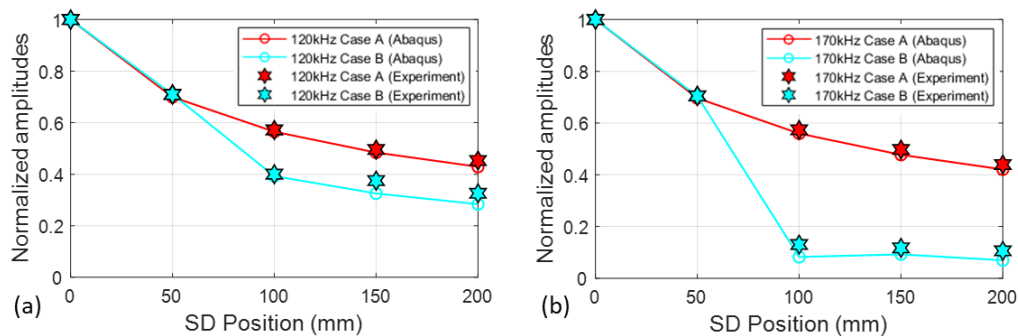 1
0.8
0.6
0.4
0.2
0
Normalized amplitudes
120kHz Case A (Abaqus)
120kHz Case B (Abaqus)
120kHz Case A (Experiment)
120kHz Case B (Experiment)
0 50 100 150 200
SD Position (mm)
(a)
1
0.8
0.6
0.4
0.2
0
Normalized amplitudes
170kHz Case A (Abaqus)
170kHz Case B (Abaqus)
170kHz Case A (Experiment)
170kHz Case B (Experiment)
0 50 100 150 200
SD Position (mm)
(b)